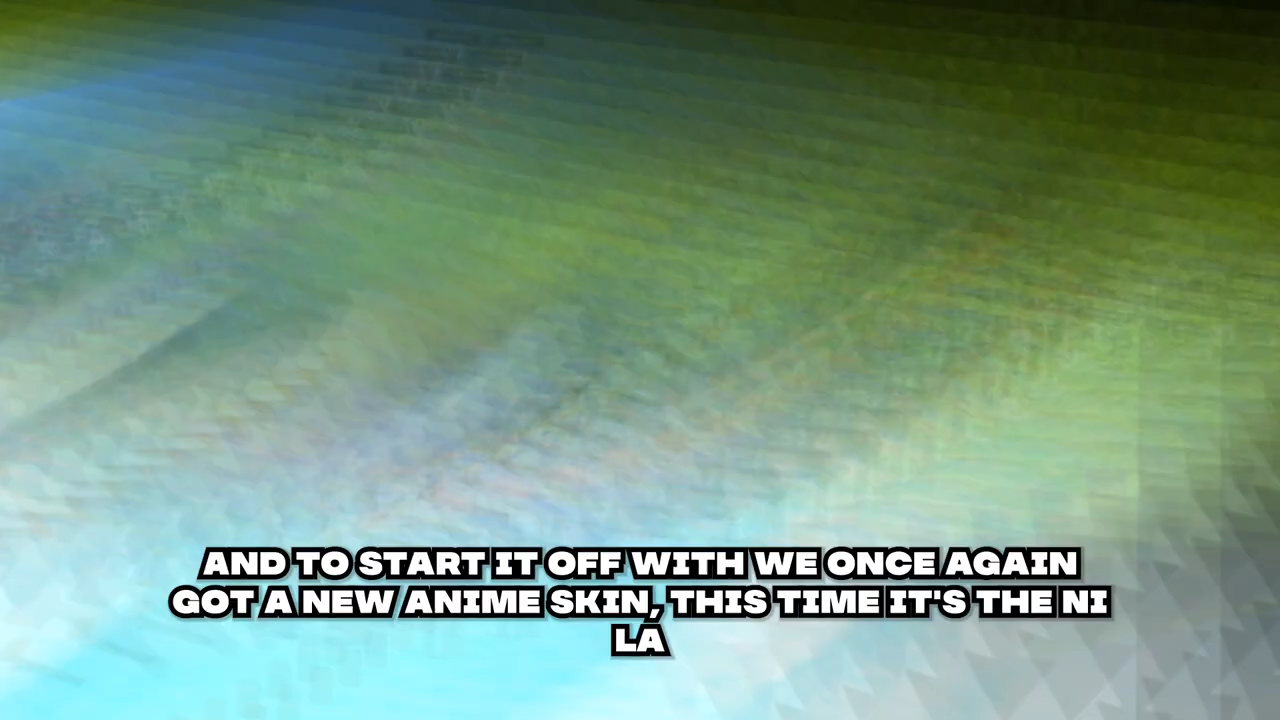 AND TO START IT OFF WITH WE ONCE AGAIN
GOT A NEW ANIME SKIN, THIS TIME IT'S THE NI
LA